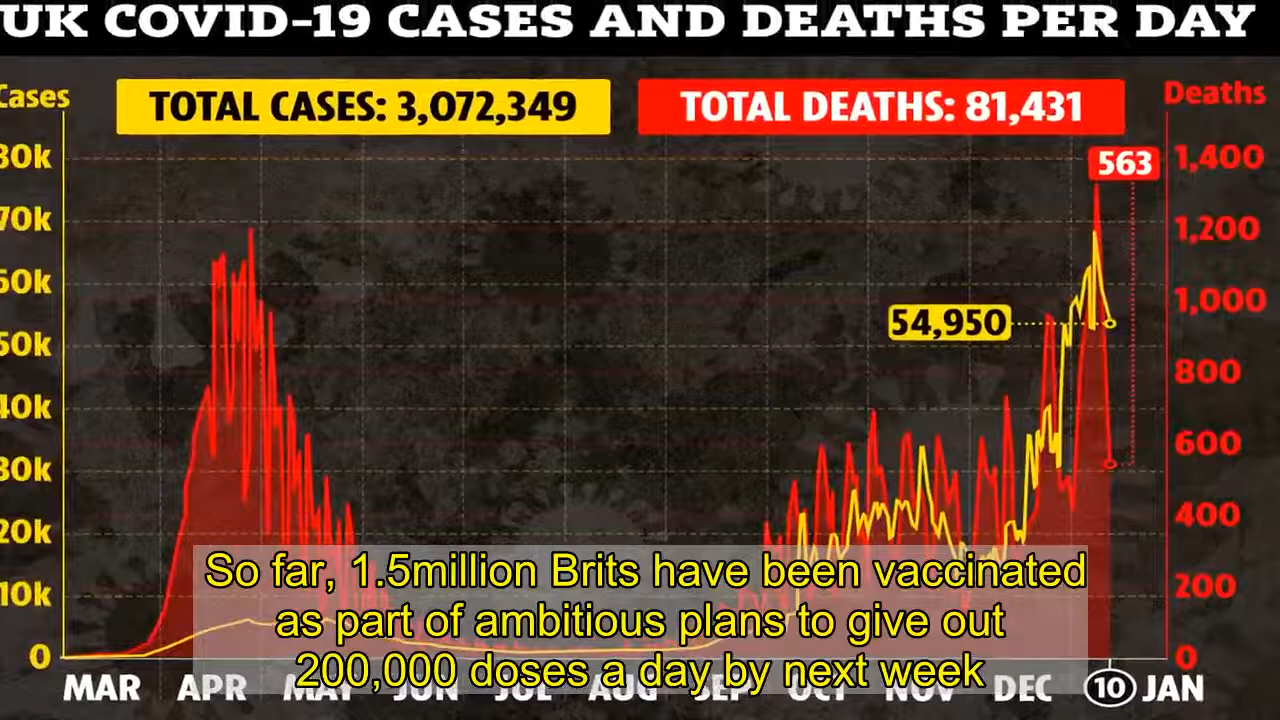 UK COVID-19 CASES AND DEATHS PER DAY
Cases
TOTAL CASES: 3,072,349
TOTAL DEATHS: 81,431
Deaths
80k
70k
60k
50k
40k
30k
20k
10k
0
563
54,950
1,400
1,200
1,000
800
600
400
200
0
So far, 1.5million Brits have been vaccinated
as part of ambitious plans to give out
200,000 doses a day by next week
MAR APR MAY JUN JUL AUG SEP OCT NOV DEC 10 JAN